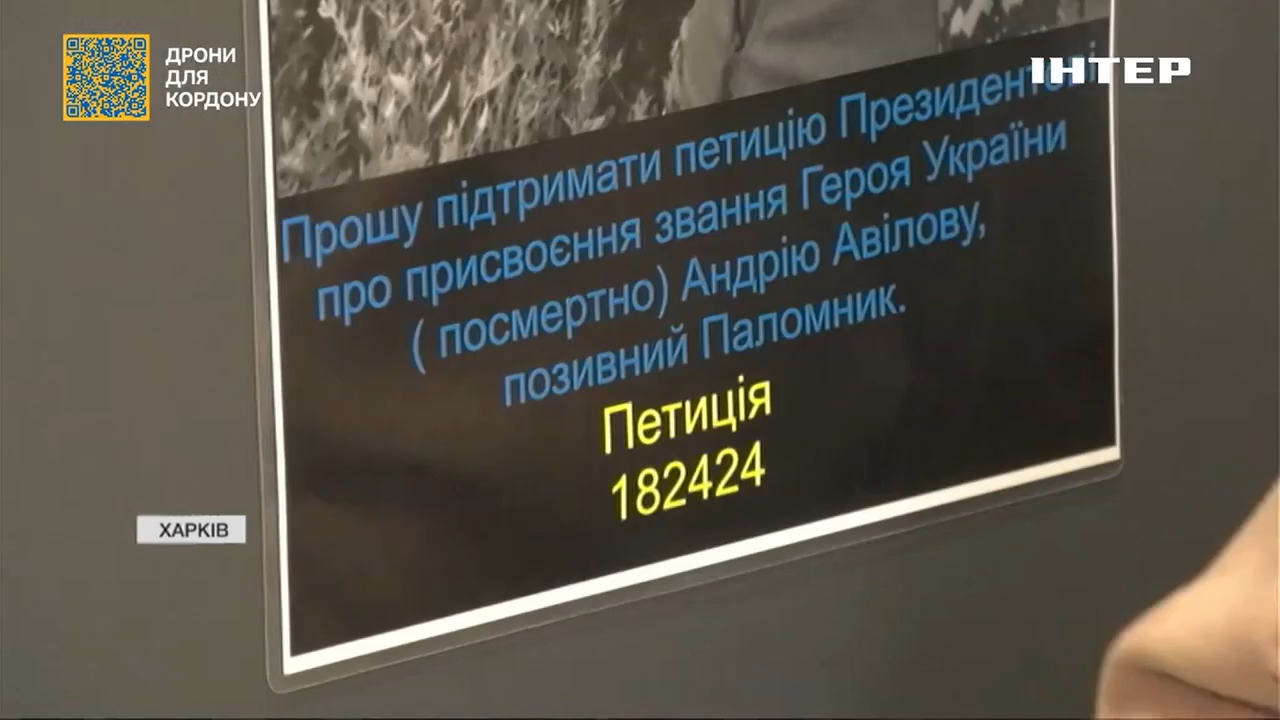 ДРОНИ
ДЛЯ
КОРДОНУ
ІНТЕР
Прошу підтримати петицію Президентові
про присвоєння звання Героя України
( посмертно) Андрію Авілову,
позивний Паломник.
Петиція
182424
ХАРКІВ